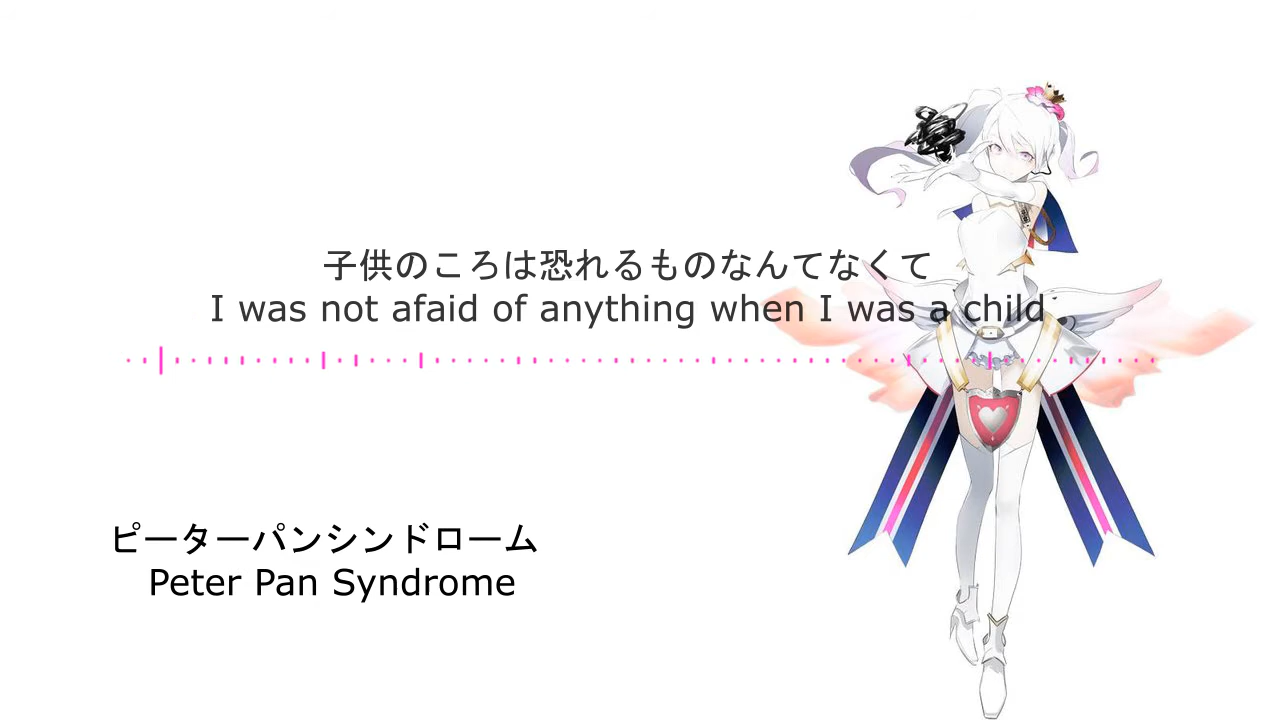 子供のころは恐れるものなんてなくて
I was not afaid of anything when I was a child
ピーターパンシンドローム
Peter Pan Syndrome